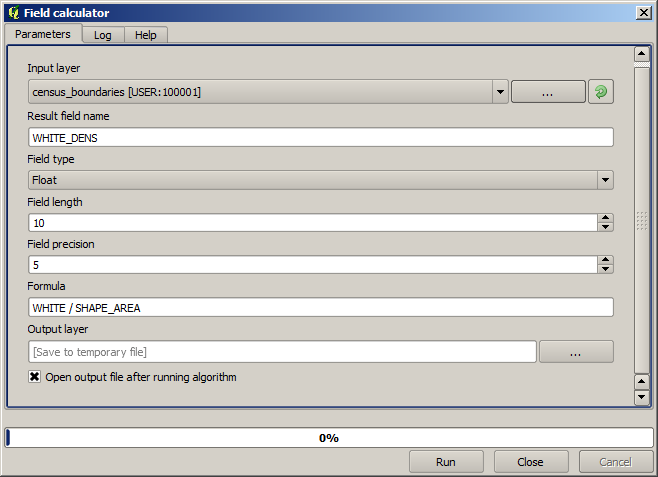 Field calculator
Parameters Log Help
Input layer
census_boundaries [USER:100001]
...
Result field name
WHITE_DENS
Field type
Float
Field length
10
Field precision
5
Formula
WHITE / SHAPE_AREA
Output layer
[Save to temporary file]
...
Open output file after running algorithm
0%
Run Close Cancel